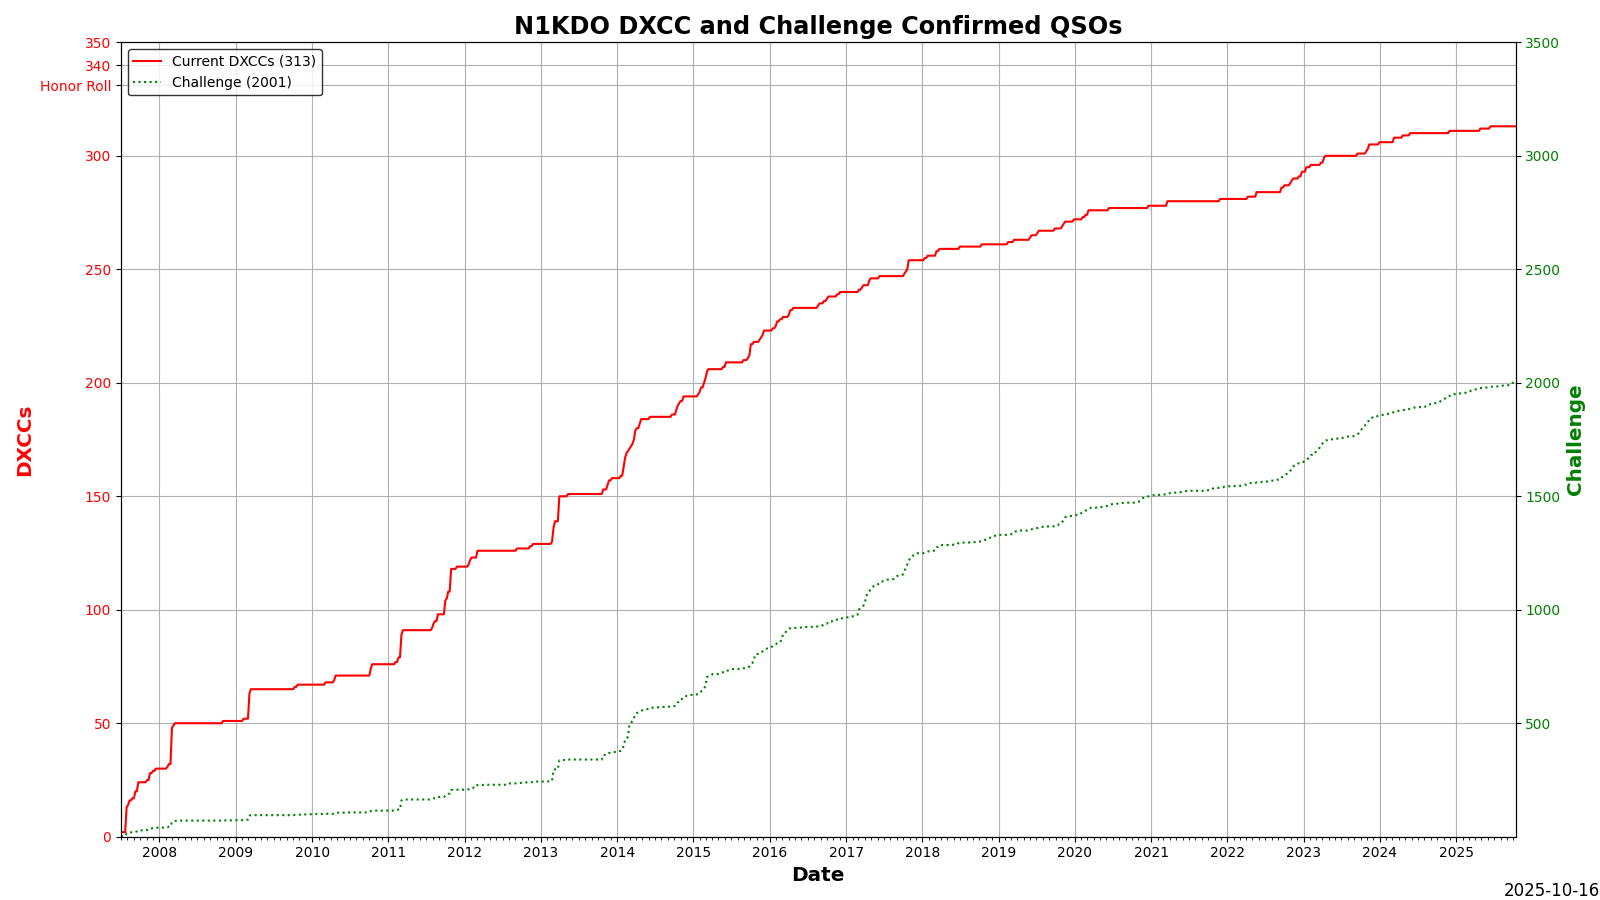 N1KDO DXCC and Challenge Confirmed QSOs
Current DXCCs (313)
Challenge (2001)
350
340
Honor Roll
300
250
200
150
100
50
0
DXCCs
3500
3000
2500
2000
1500
1000
500
Challenge
2008 2009 2010 2011 2012 2013 2014 2015 2016 2017 2018 2019 2020 2021 2022 2023 2024 2025
Date
2025-10-16